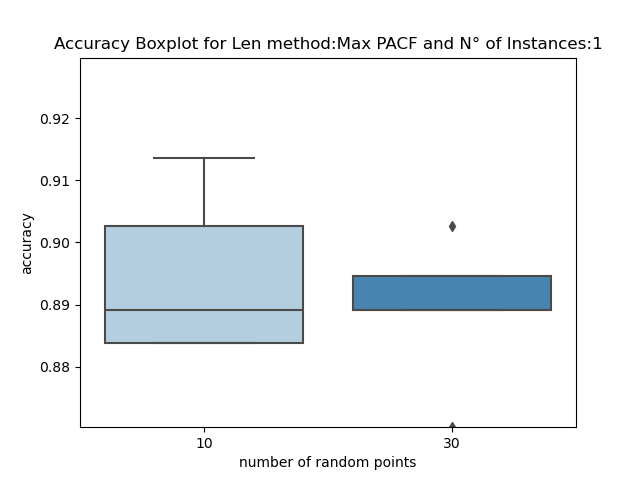 Accuracy Boxplot for Len method:Max PACF and N° of Instances:1
0.92
0.91
0.90
0.89
0.88
accuracy
10
30
number of random points